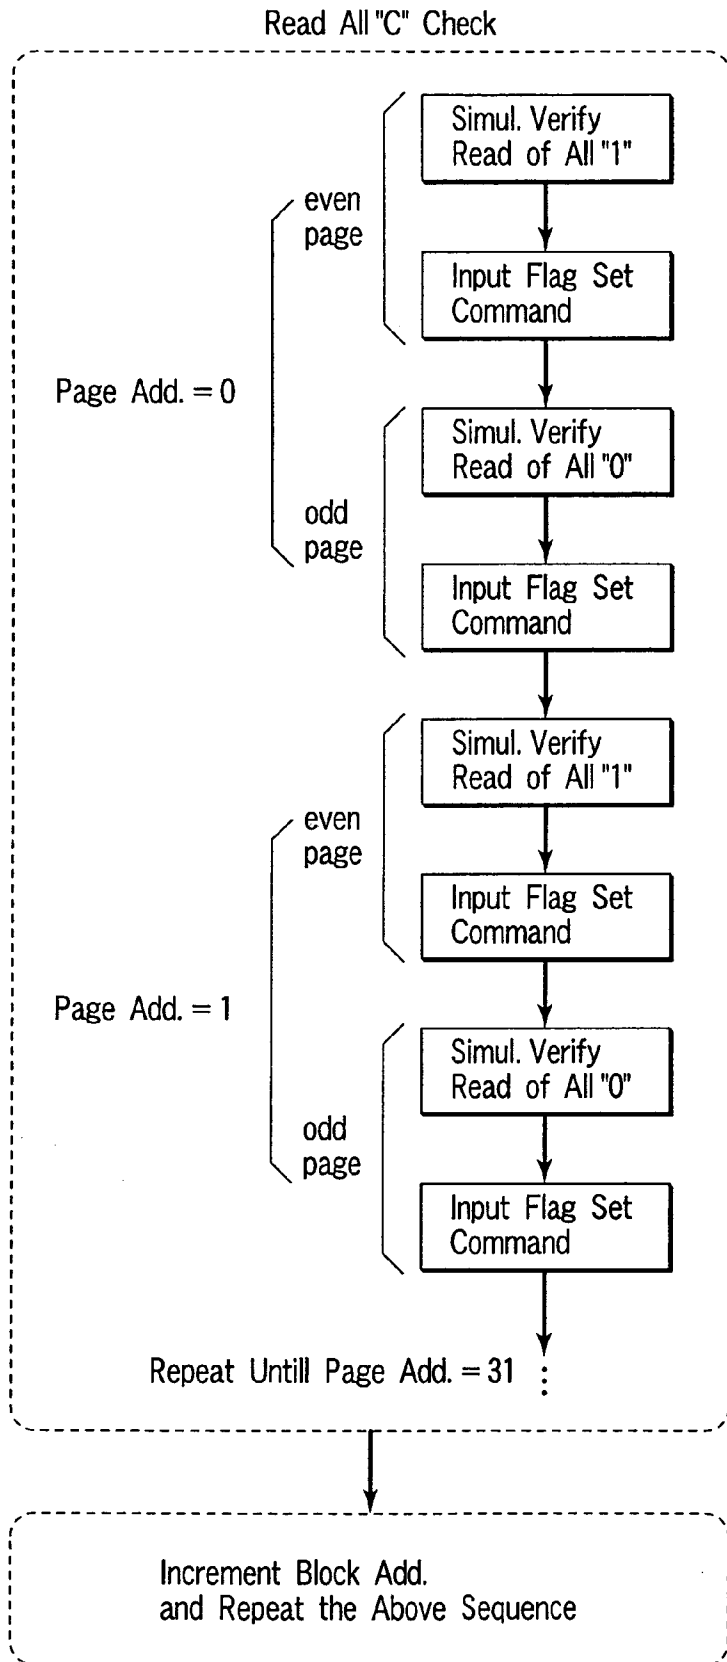 Read All "C" Check
Simul. Verify
Read of All "1"
even
page
Input Flag Set
Command
Page Add. = 0
Simul. Verify
Read of All "0"
odd
page
Input Flag Set
Command
Simul. Verify
Read of All "1"
even
page
Input Flag Set
Command
Page Add. = 1
Simul. Verify
Read of All "0"
odd
page
Input Flag Set
Command
Repeat Untill Page Add. = 31 ⋮
Increment Block Add.
and Repeat the Above Sequence